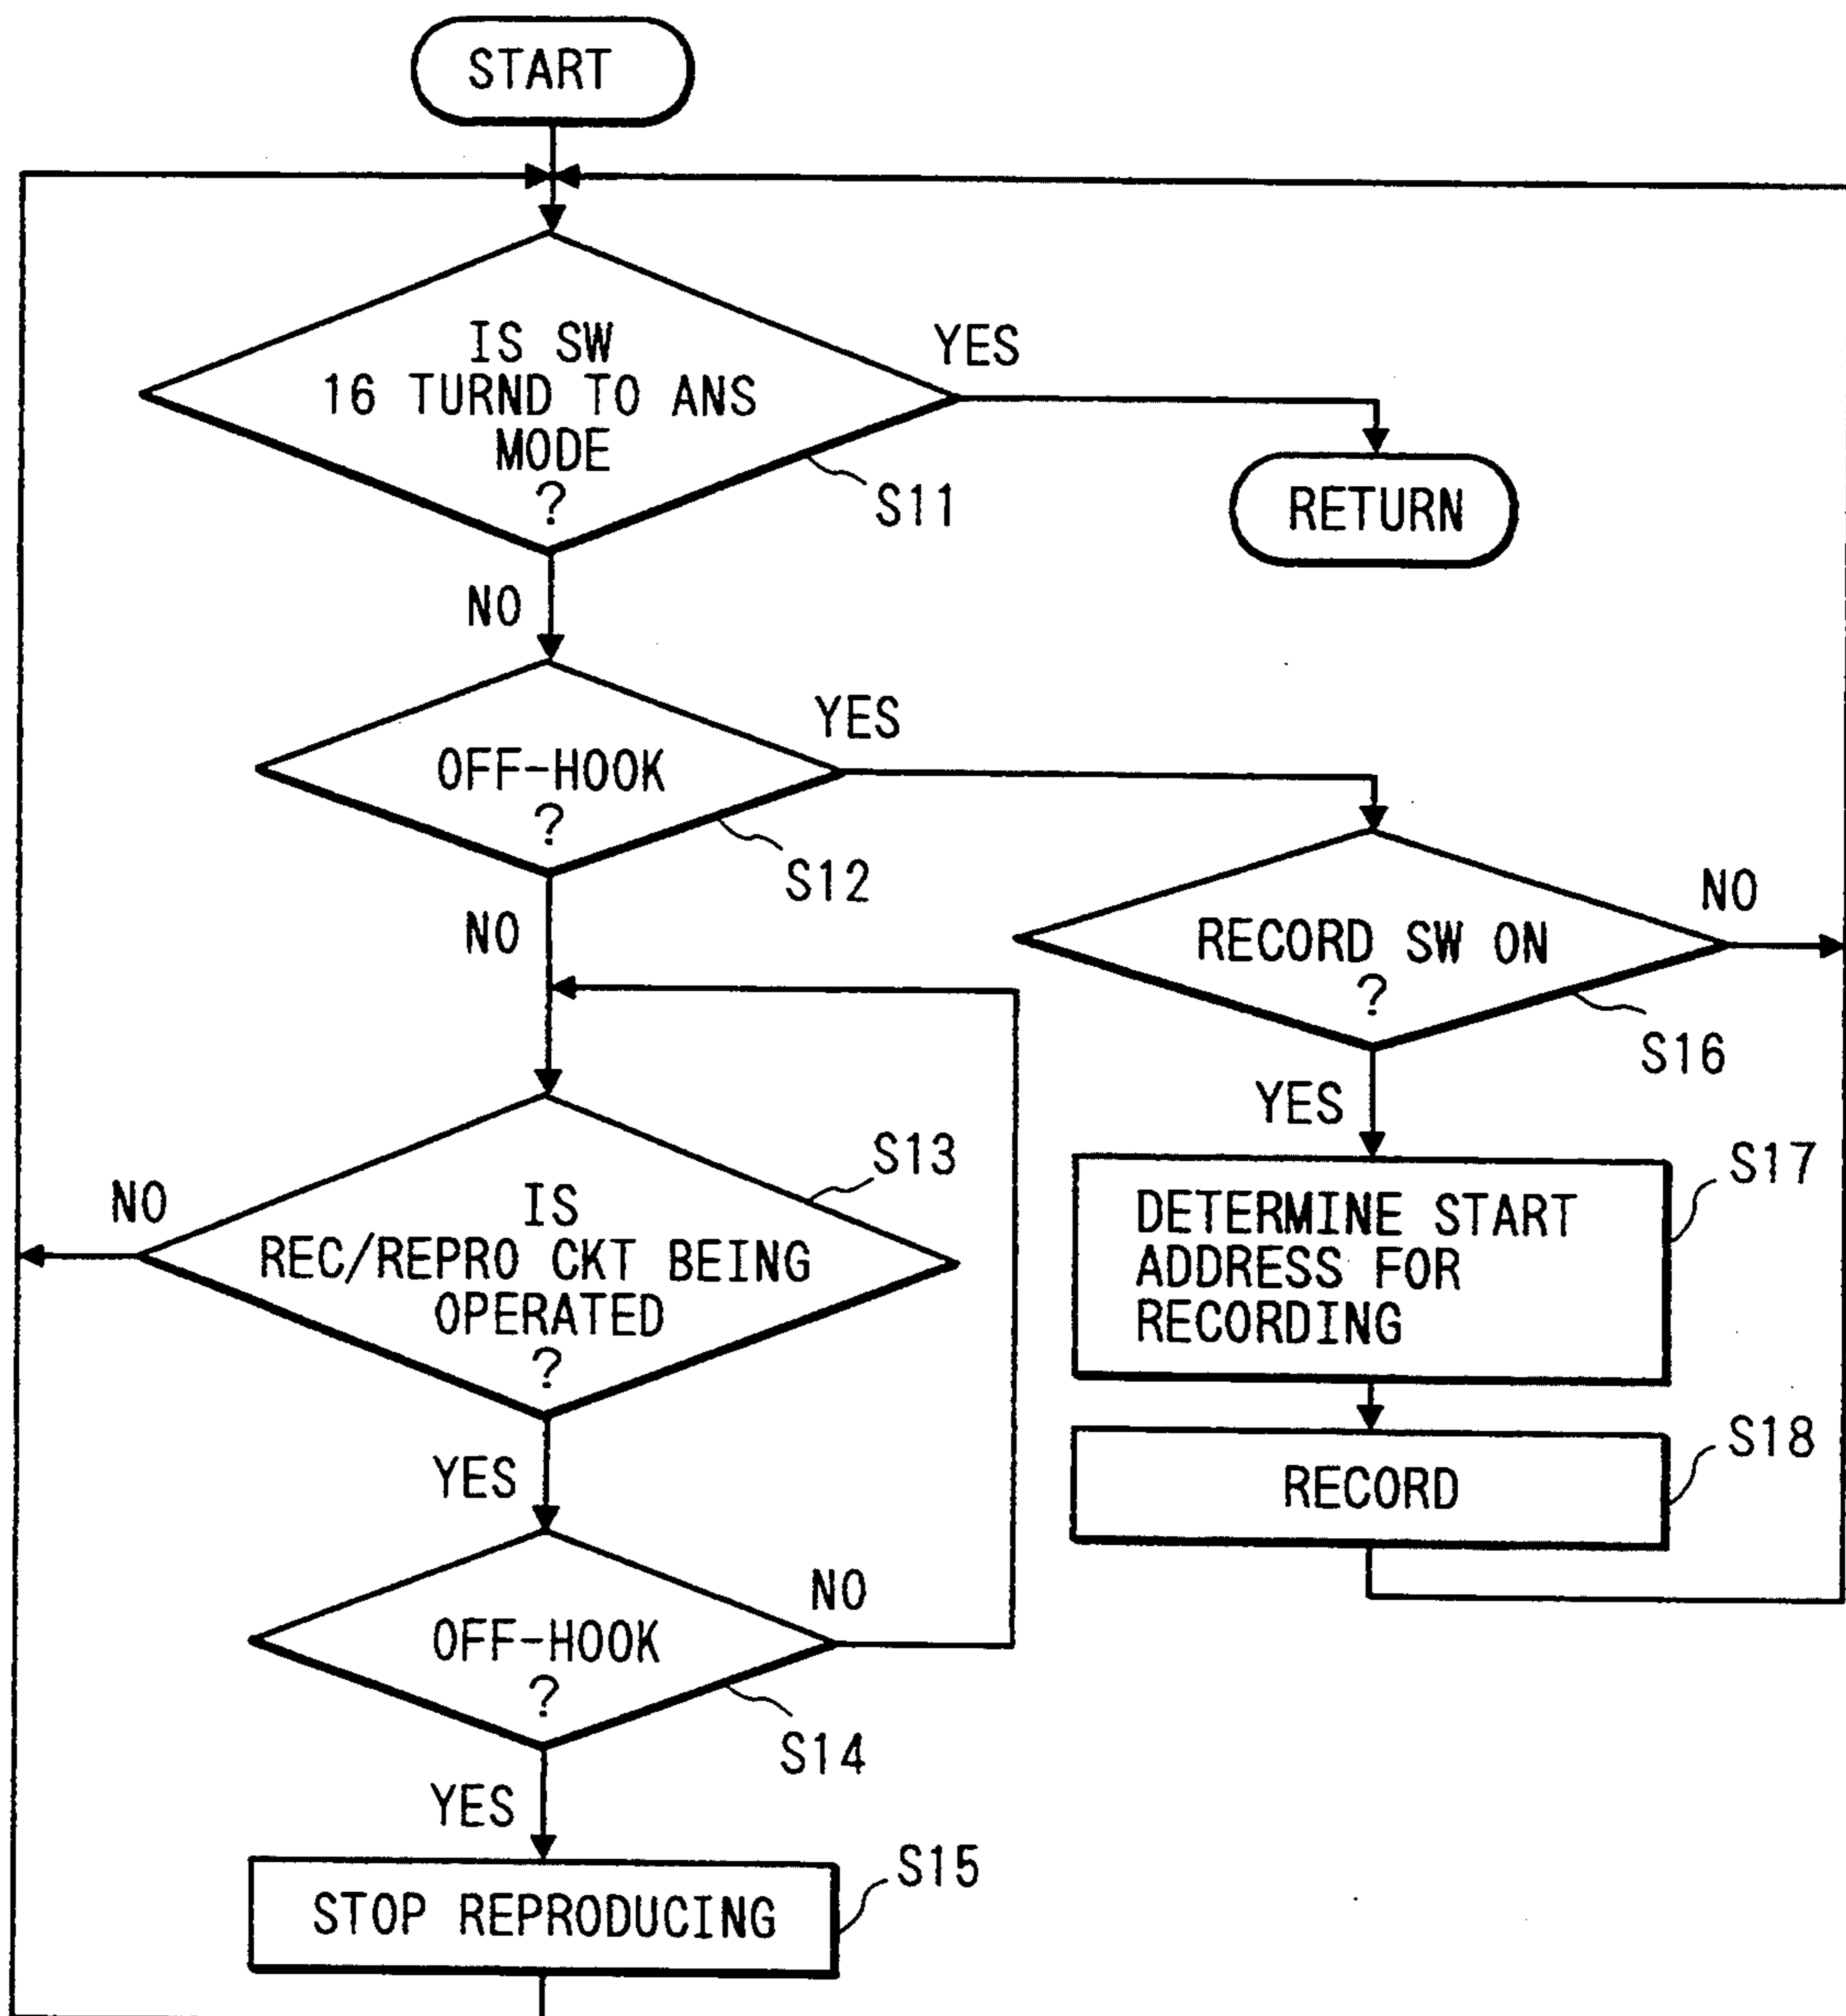 START
IS SW
16 TURND TO ANS
MODE
?
YES
S11
RETURN
NO
OFF-HOOK
?
YES
S12
NO
RECORD SW ON
?
NO
S16
YES
IS
REC/REPRO CKT BEING
OPERATED
?
S13
NO
YES
DETERMINE START
ADDRESS FOR
RECORDING
S17
RECORD
S18
OFF-HOOK
?
NO
S14
YES
STOP REPRODUCING
S15